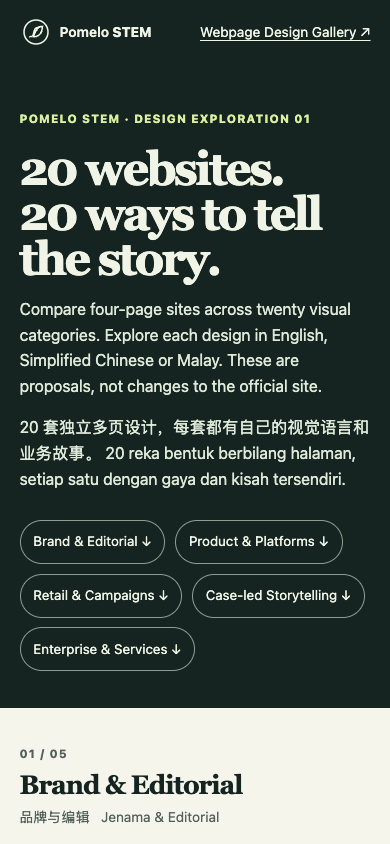 Pomelo STEM
Webpage Design Gallery ↗
POMELO STEM · DESIGN EXPLORATION 01
20 websites.
20 ways to tell
the story.
Compare four-page sites across twenty visual
categories. Explore each design in English,
Simplified Chinese or Malay. These are
proposals, not changes to the official site.
20 套独立多页设计，每套都有自己的视觉语言和
业务故事。 20 reka bentuk berbilang halaman,
setiap satu dengan gaya dan kisah tersendiri.
Brand & Editorial ↓
Product & Platforms ↓
Retail & Campaigns ↓
Case-led Storytelling ↓
Enterprise & Services ↓
01 / 05
Brand & Editorial
品牌与编辑 Jenama & Editorial